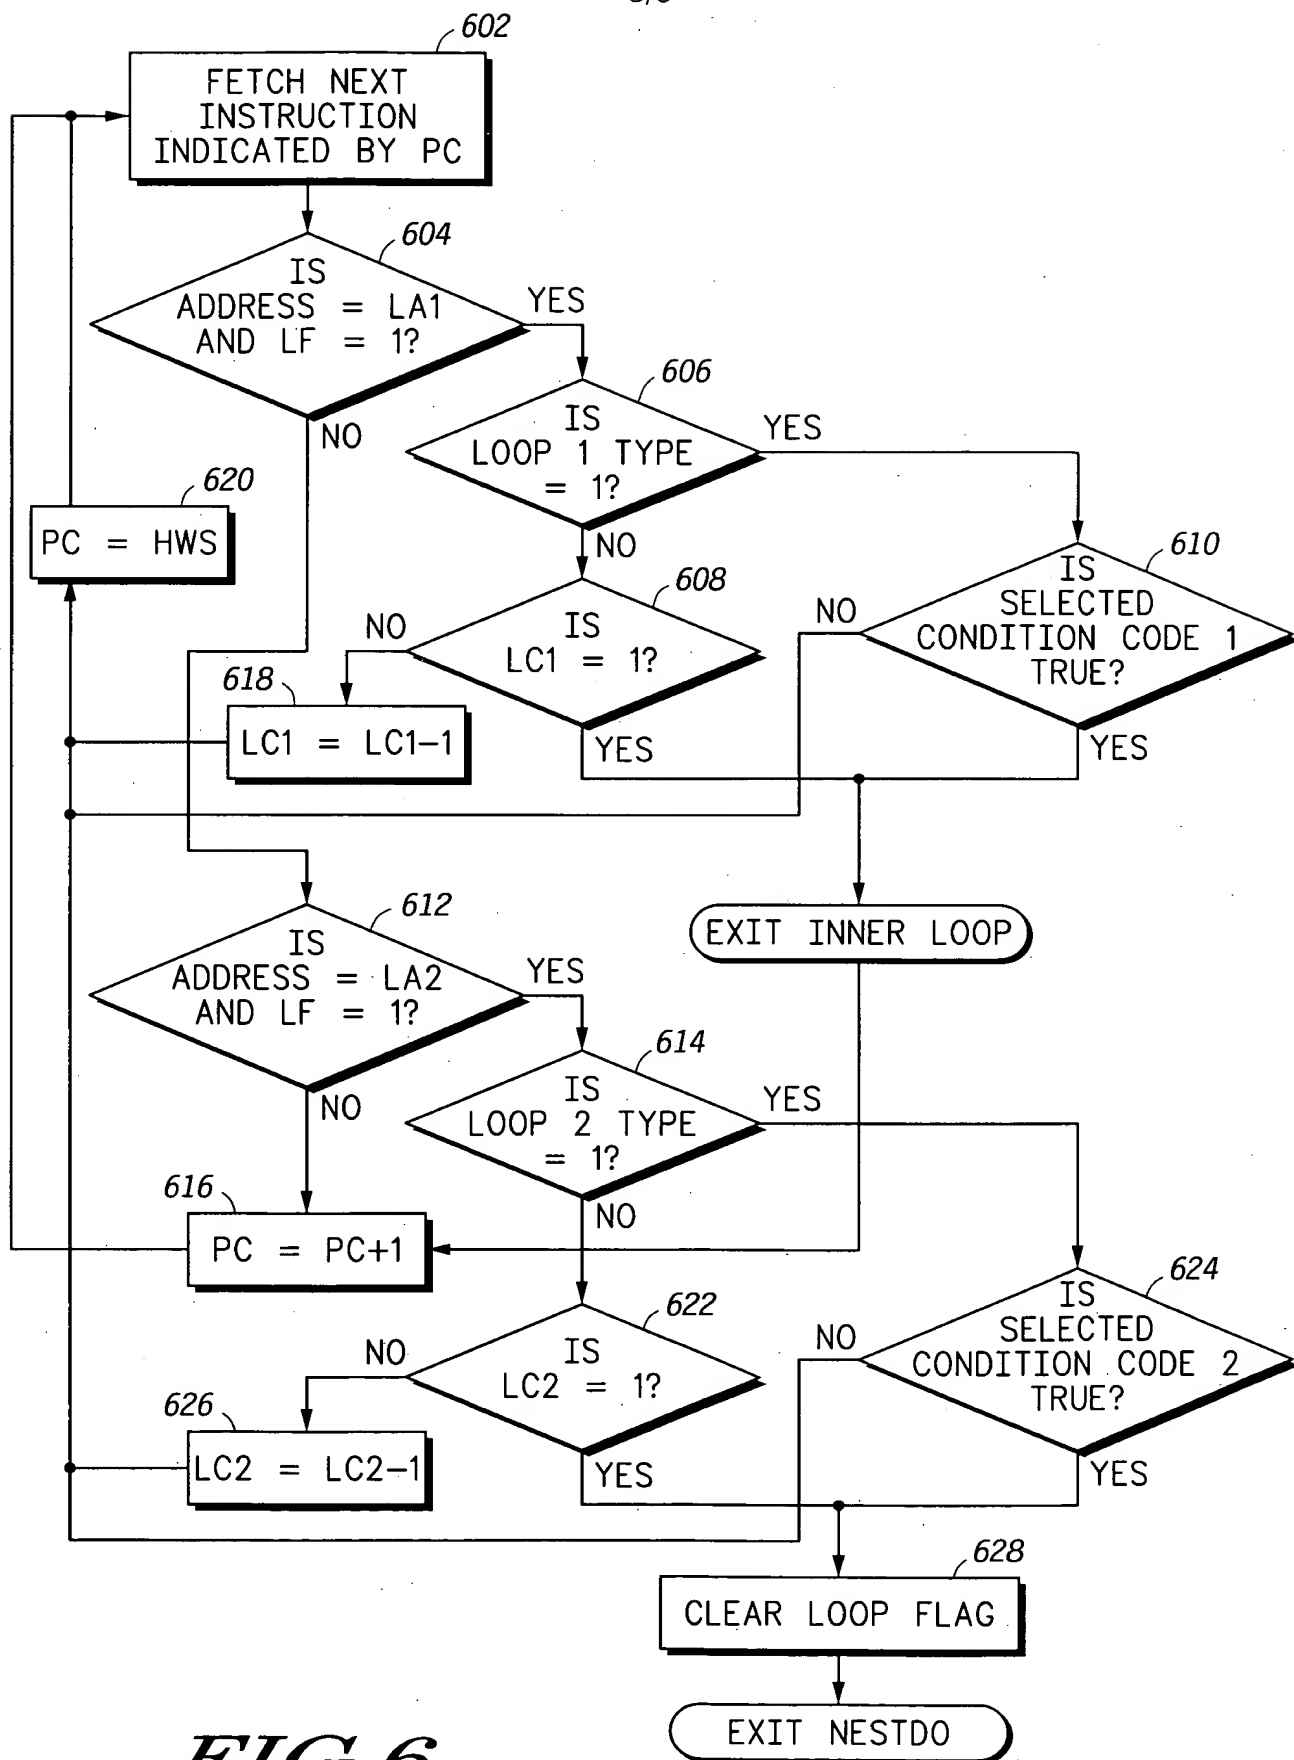 602
FETCH NEXT
INSTRUCTION
INDICATED BY PC
604
IS
ADDRESS = LA1
AND LF = 1?
YES
NO
606
IS
LOOP 1 TYPE
= 1?
YES
NO
620
PC = HWS
608
IS
LC1 = 1?
NO
YES
610
IS
SELECTED
CONDITION CODE 1
TRUE?
NO
YES
618
LC1 = LC1-1
EXIT INNER LOOP
612
IS
ADDRESS = LA2
AND LF = 1?
YES
NO
614
IS
LOOP 2 TYPE
= 1?
YES
NO
616
PC = PC+1
622
IS
LC2 = 1?
NO
YES
624
IS
SELECTED
CONDITION CODE 2
TRUE?
NO
YES
626
LC2 = LC2-1
628
CLEAR LOOP FLAG
EXIT NESTDO
FIG.6